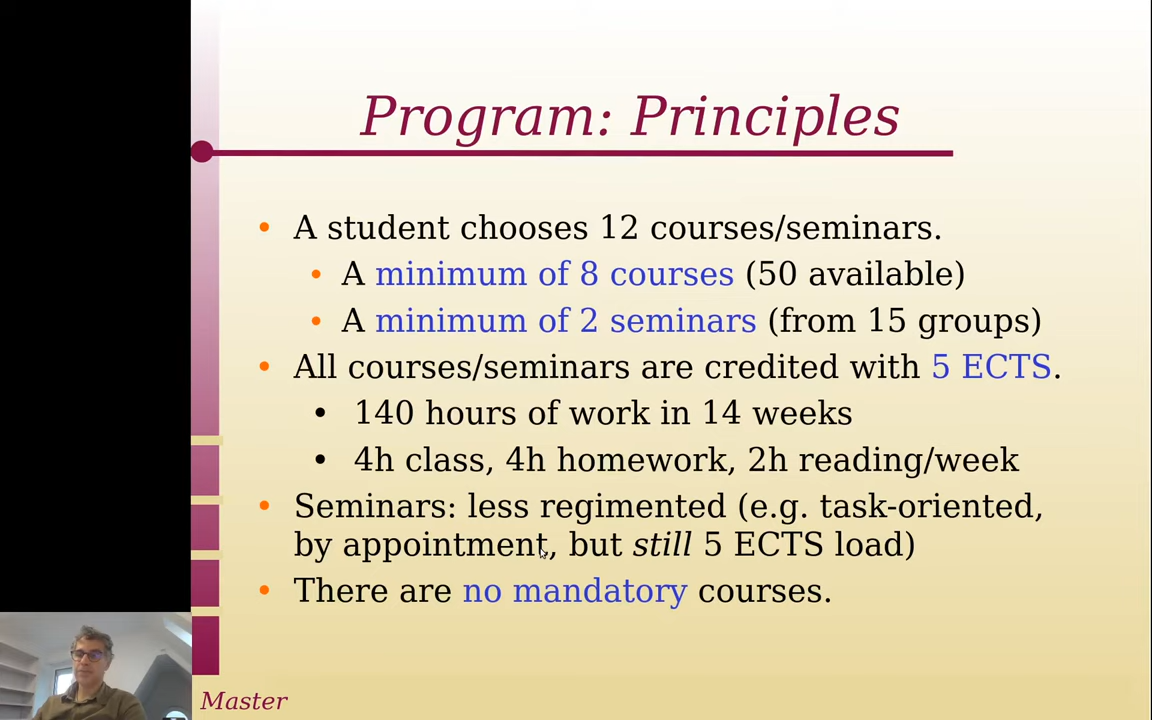 Program: Principles
• A student chooses 12 courses/seminars.
• A minimum of 8 courses (50 available)
• A minimum of 2 seminars (from 15 groups)
• All courses/seminars are credited with 5 ECTS.
• 140 hours of work in 14 weeks
• 4h class, 4h homework, 2h reading/week
• Seminars: less regimented (e.g. task-oriented,
by appointment, but still 5 ECTS load)
• There are no mandatory courses.
Master